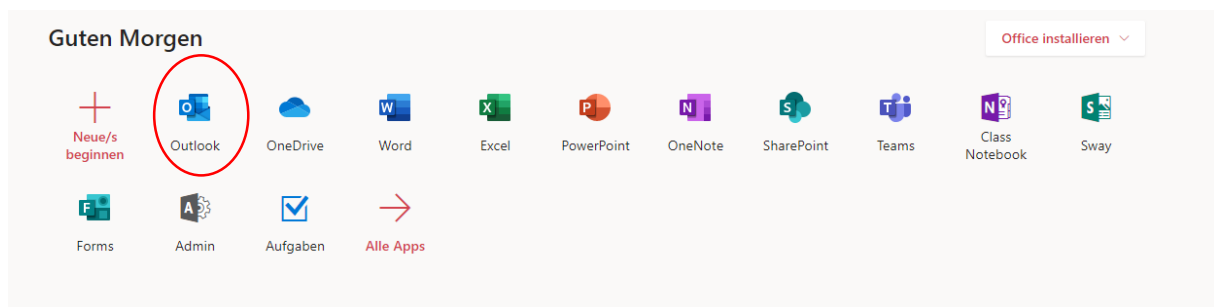 Guten Morgen
Office installieren
Neue/s
beginnen
Outlook
OneDrive
Word
Excel
PowerPoint
OneNote
SharePoint
Teams
Class
Notebook
Sway
Forms
Admin
Aufgaben
Alle Apps